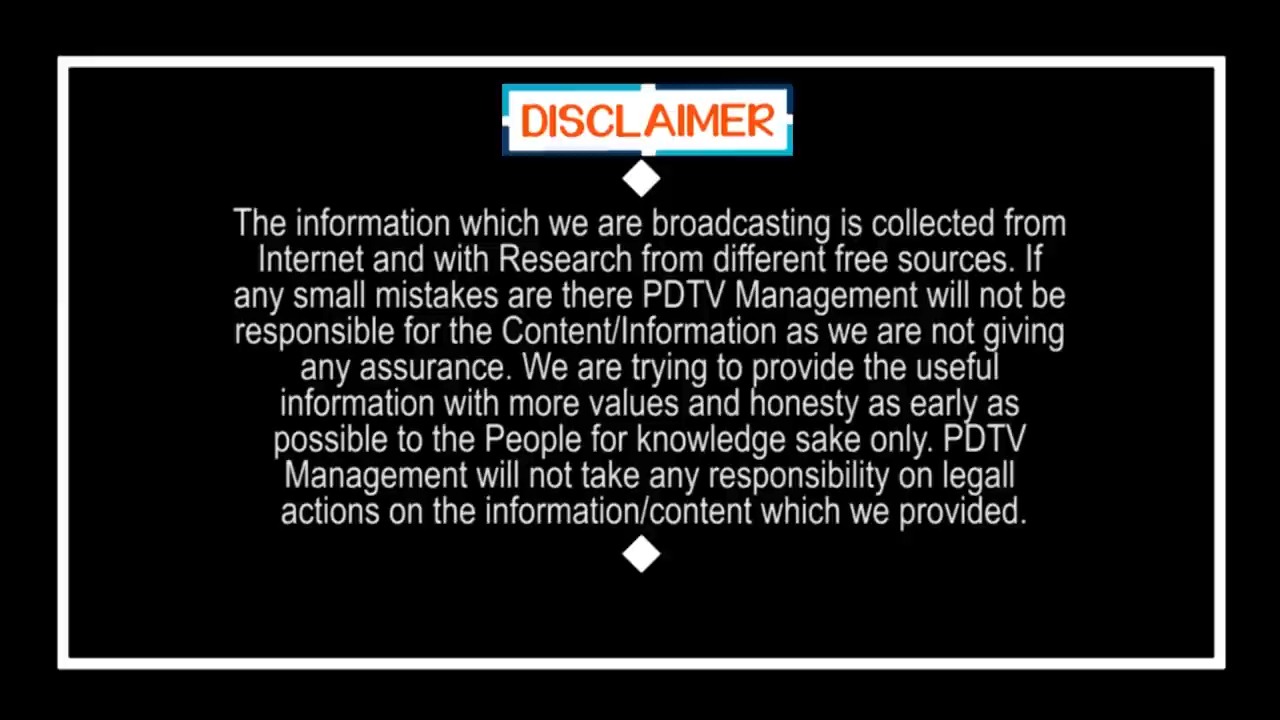 DISCLAIMER
The information which we are broadcasting is collected from
Internet and with Research from different free sources. If
any small mistakes are there PDTV Management will not be
responsible for the Content/Information as we are not giving
any assurance. We are trying to provide the useful
information with more values and honesty as early as
possible to the People for knowledge sake only. PDTV
Management will not take any responsibility on legall
actions on the information/content which we provided.